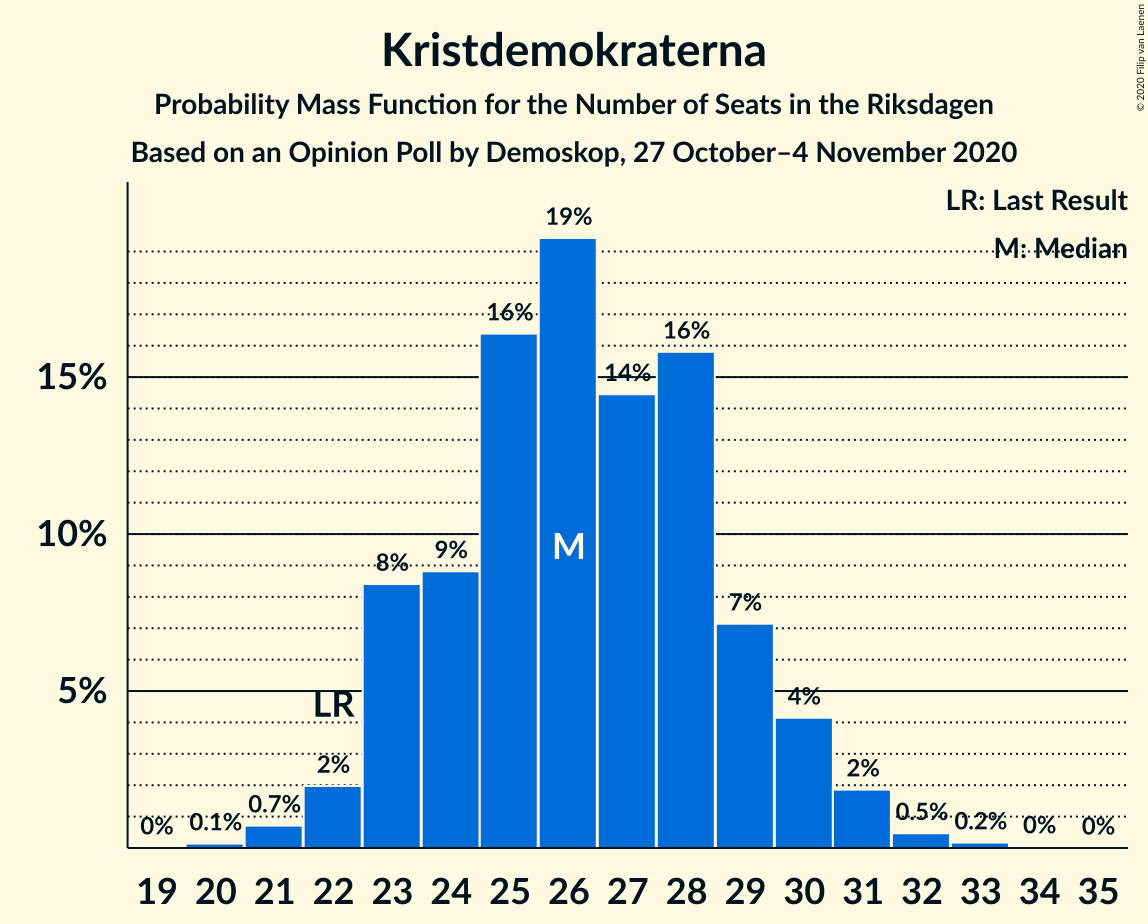 Kristdemokraterna
Probability Mass Function for the Number of Seats in the Riksdagen
Based on an Opinion Poll by Demoskop, 27 October–4 November 2020
© 2020 Filip van Laenen
LR: Last Result
M: Median
15%
10%
5%
0% 0.1% 0.7% 2% 8% 9% 16% 19% 14% 16% 7% 4% 2% 0.5% 0.2% 0% 0%
LR
M
19 20 21 22 23 24 25 26 27 28 29 30 31 32 33 34 35